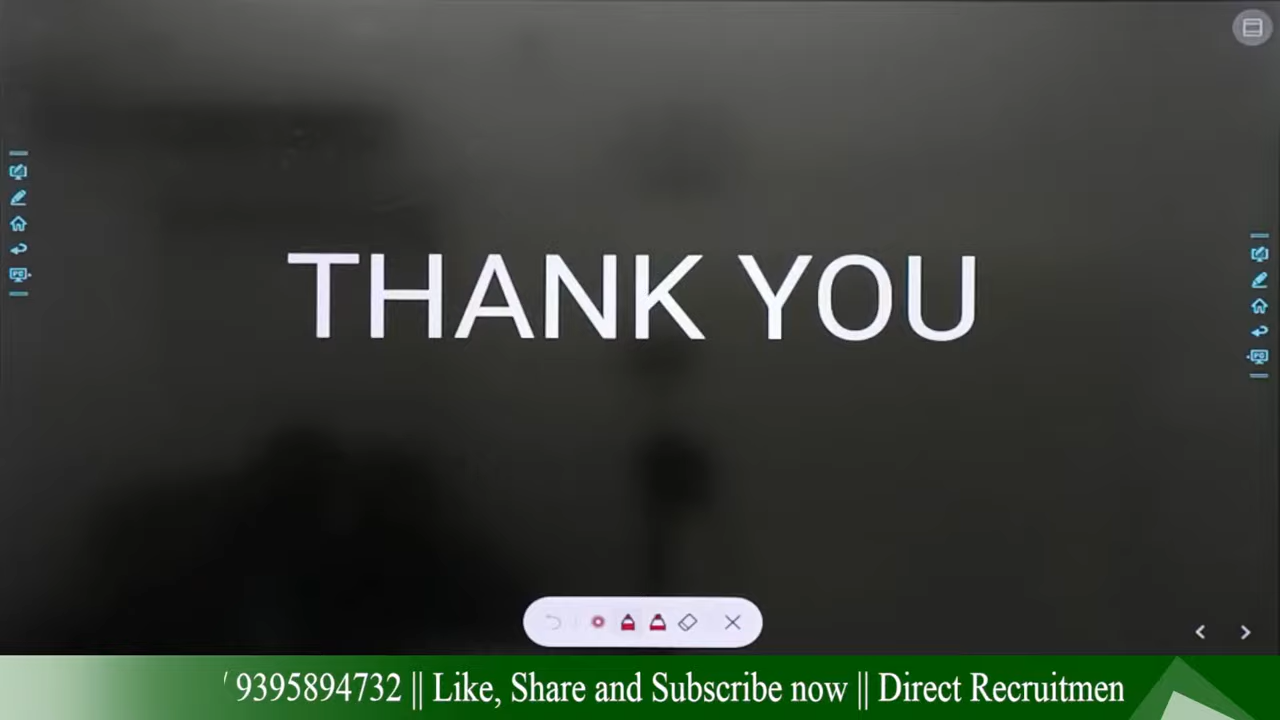 THANK YOU
9395894732 || Like, Share and Subscribe now || Direct Recruitmen